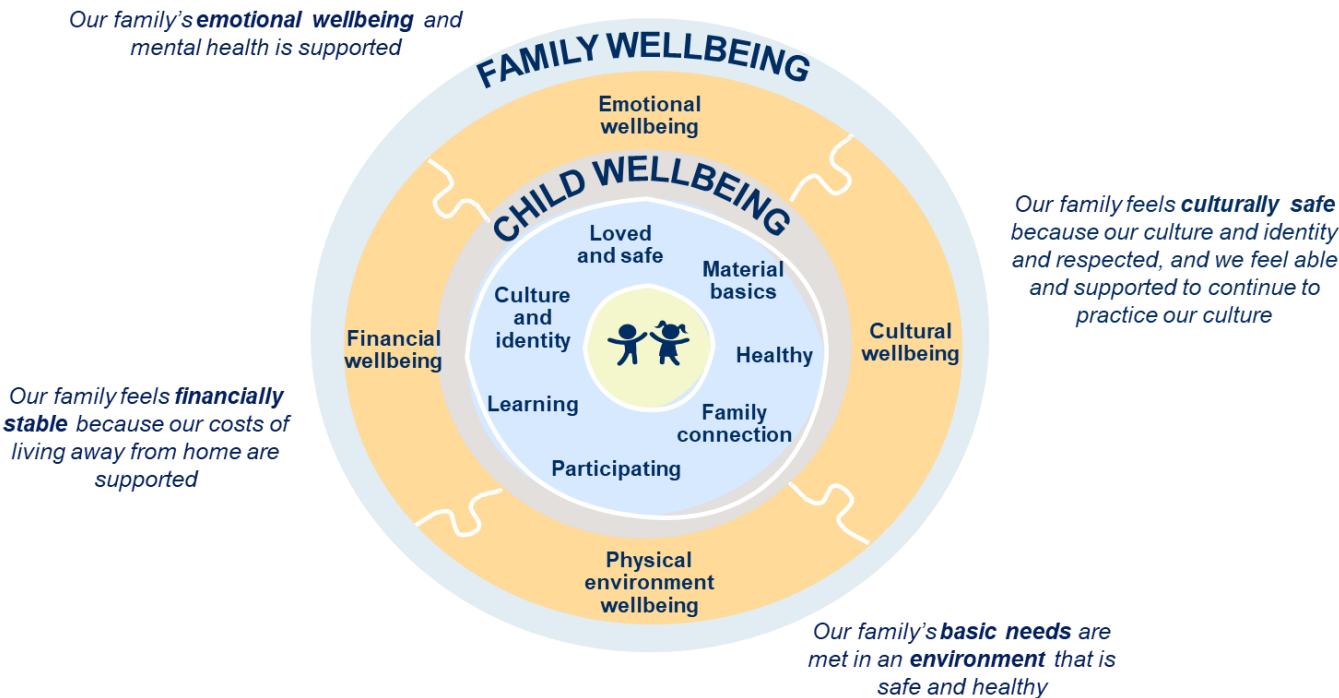 Our family's emotional wellbeing and
mental health is supported
FAMILY WELLBEING
Emotional
wellbeing
CHILD WELLBEING
Loved
and safe
Material
basics
Culture
and
identity
Healthy
Learning
Family
connection
Participating
Financial
wellbeing
Cultural
wellbeing
Physical
environment
wellbeing
Our family feels culturally safe
because our culture and identity
and respected, and we feel able
and supported to continue to
practice our culture
Our family feels financially
stable because our costs of
living away from home are
supported
Our family's basic needs are
met in an environment that is
safe and healthy